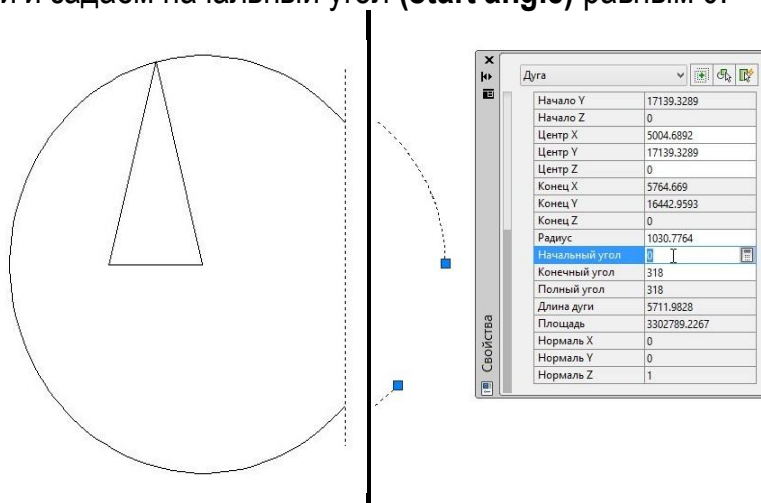 и и задаем начальный угол (start angle) равным 0.
Дуга
Начало Y 17139.3289
Начало Z 0
Центр X 5004.6892
Центр Y 17139.3289
Центр Z 0
Конец X 5764.669
Конец Y 16442.9593
Конец Z 0
Радиус 1030.7764
Начальный угол 0
Конечный угол 318
Полный угол 318
Длина дуги 5711.9828
Площадь 3302789.2267
Нормаль X 0
Нормаль Y 0
Нормаль Z 1
Свойства